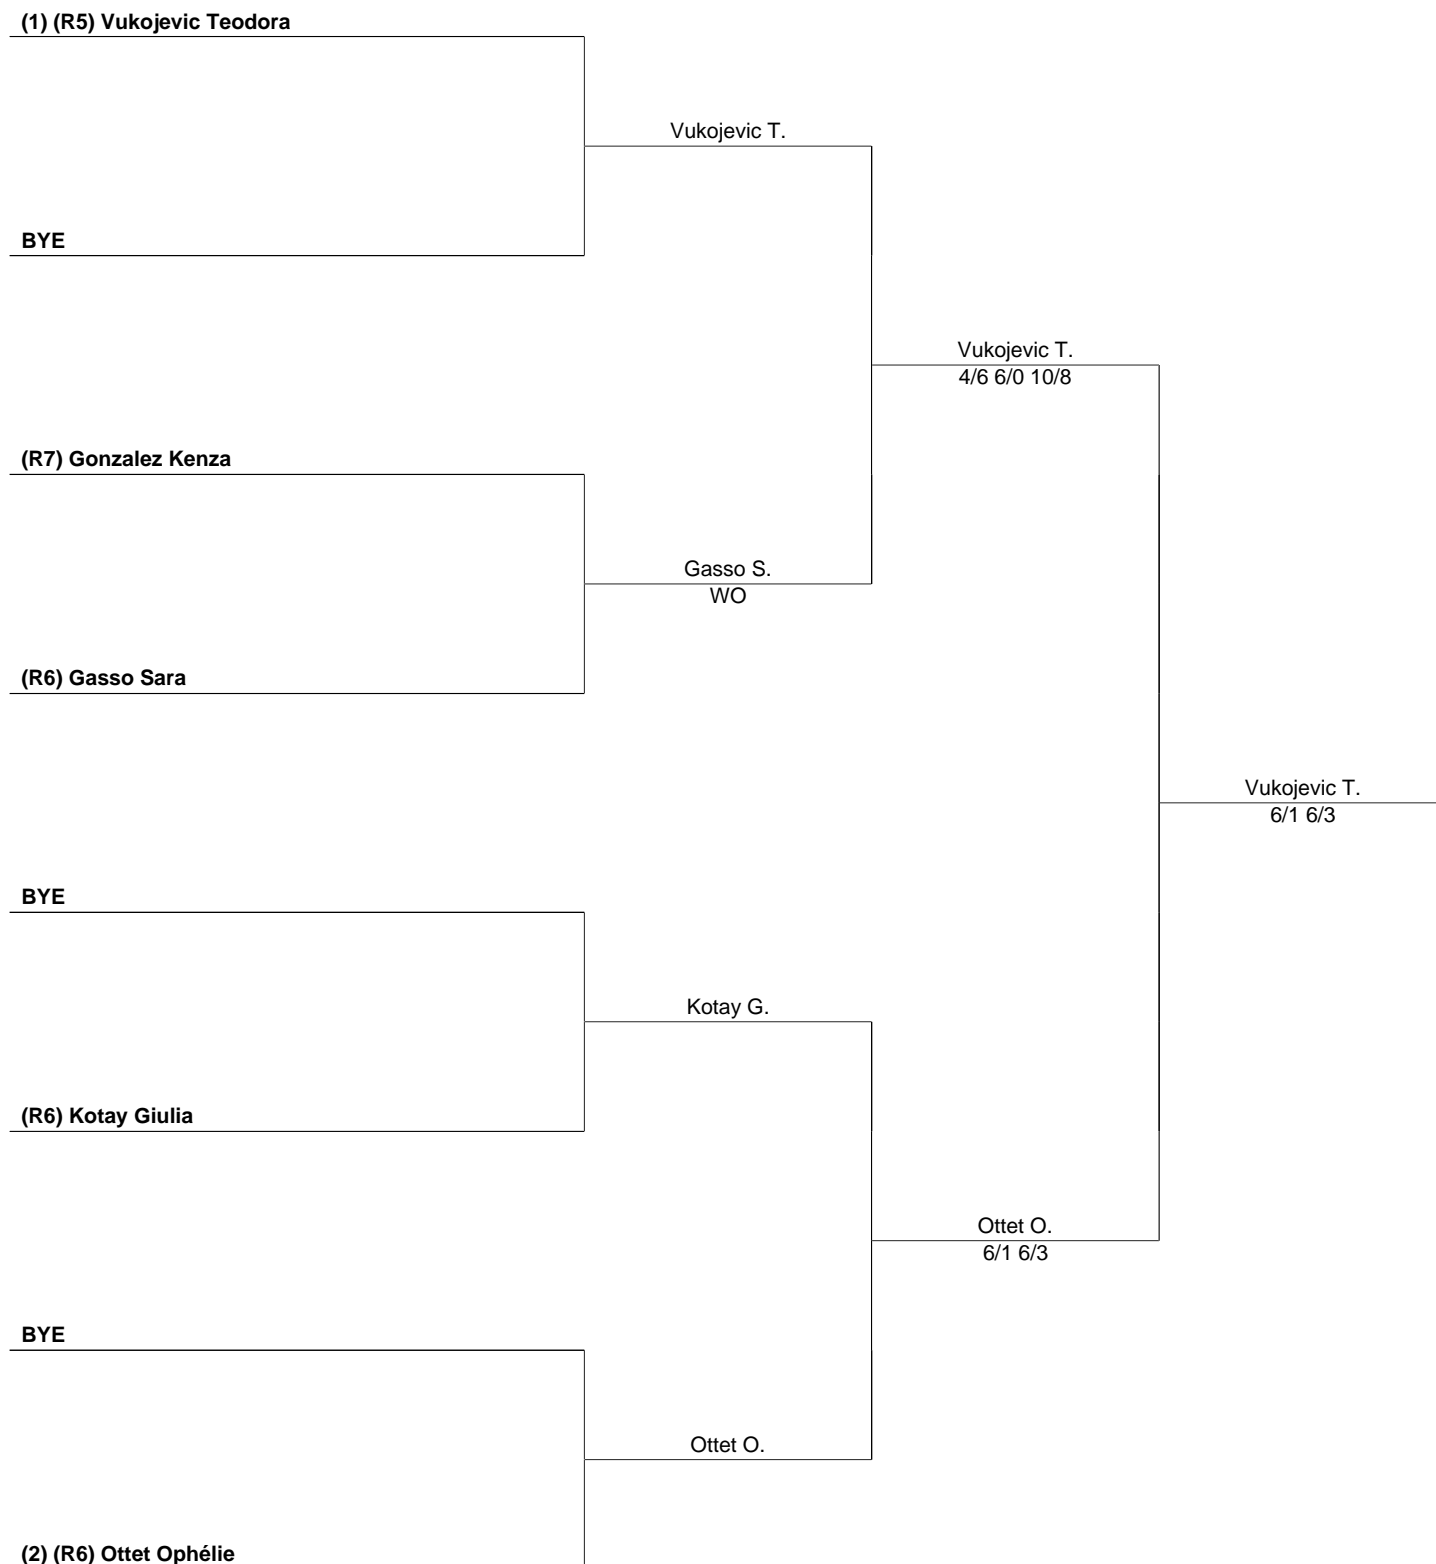 (1) (R5) Vukojevic Teodora
Vukojevic T.
BYE
Vukojevic T.
4/6 6/0 10/8
(R7) Gonzalez Kenza
Gasso S.
WO
(R6) Gasso Sara
Vukojevic T.
6/1 6/3
BYE
Kotay G.
(R6) Kotay Giulia
Ottet O.
6/1 6/3
BYE
Ottet O.
(2) (R6) Ottet Ophélie